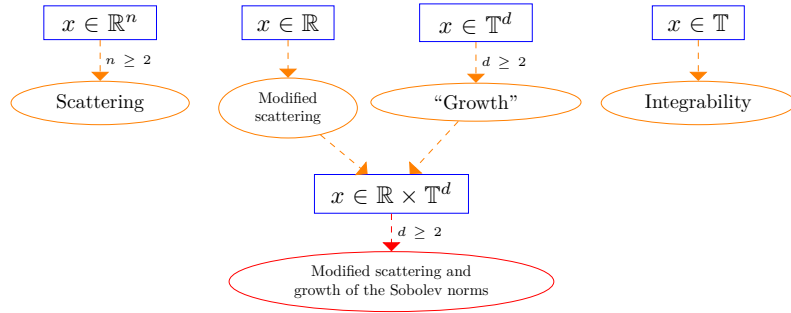 x ∈ ℝⁿ
x ∈ ℝ
x ∈ 𝕋ᵈ
x ∈ 𝕋
n ≥ 2
d ≥ 2
Scattering
Modified
scattering
“Growth”
Integrability
x ∈ ℝ × 𝕋ᵈ
d ≥ 2
Modified scattering and
growth of the Sobolev norms